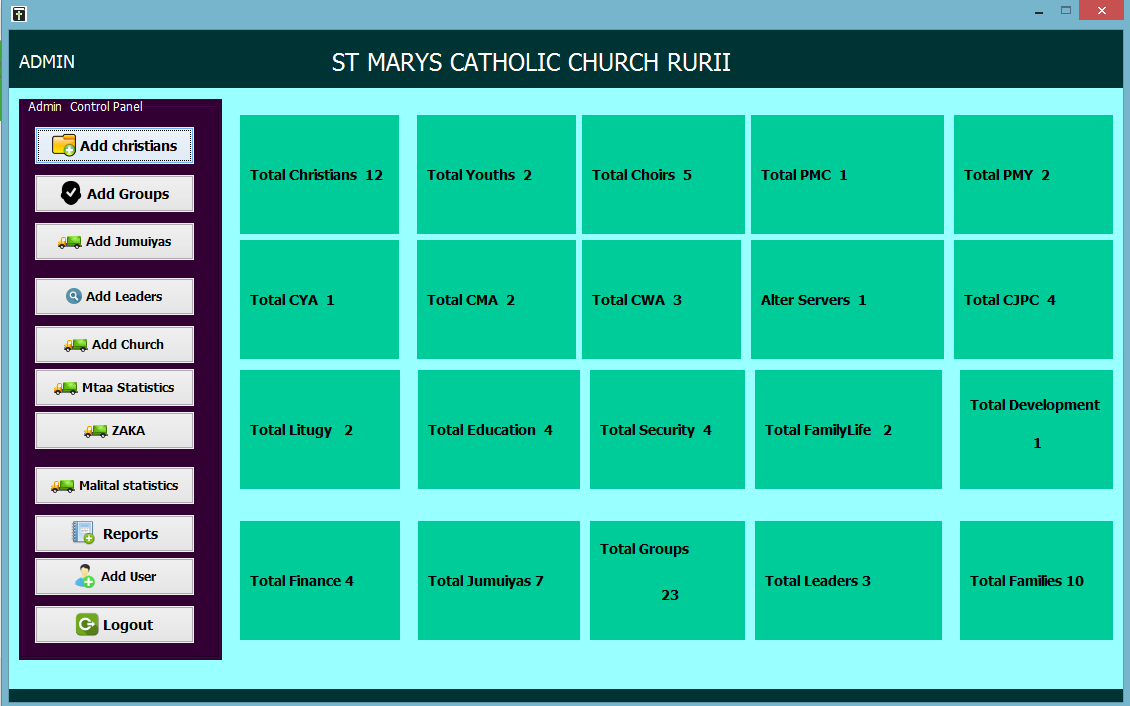 ADMIN
ST MARYS CATHOLIC CHURCH RURII
Admin Control Panel
Add christians
Add Groups
Add Jumuiyas
Add Leaders
Add Church
Mtaa Statistics
ZAKA
Malital statistics
Reports
Add User
Logout
Total Christians 12
Total Youths 2
Total Choirs 5
Total PMC 1
Total PMY 2
Total CYA 1
Total CMA 2
Total CWA 3
Alter Servers 1
Total CJPC 4
Total Litugy 2
Total Education 4
Total Security 4
Total FamilyLife 2
Total Development
1
Total Finance 4
Total Jumuiyas 7
Total Groups
23
Total Leaders 3
Total Families 10